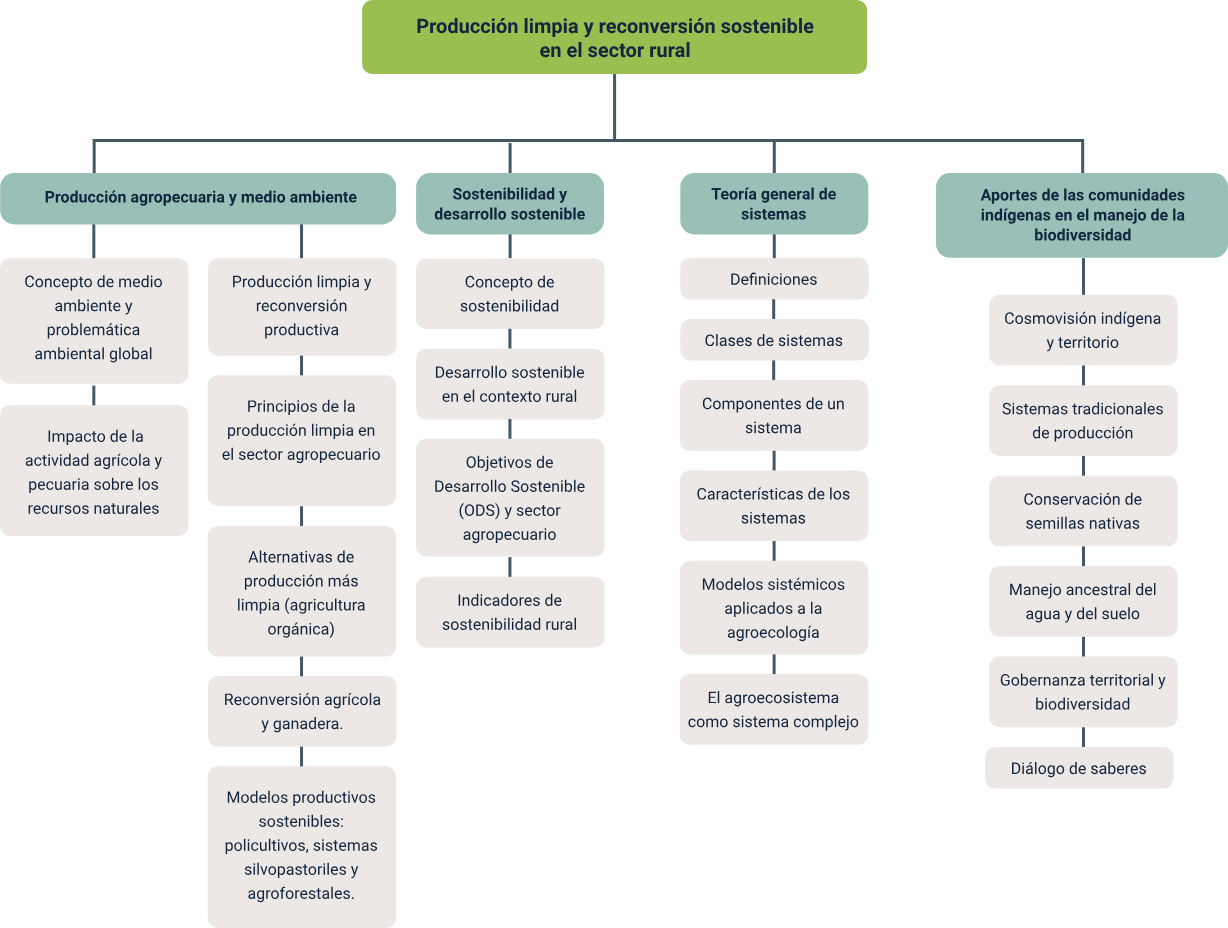 Producción limpia y reconversión sostenible
en el sector rural
Producción agropecuaria y medio ambiente
Concepto de medio
ambiente y
problemática
ambiental global
Impacto de la
actividad agrícola y
pecuaria sobre los
recursos naturales
Producción limpia y
reconversión
productiva
Principios de la
producción limpia en
el sector agropecuario
Alternativas de
producción más
limpia (agricultura
orgánica)
Reconversión agrícola
y ganadera.
Modelos productivos
sostenibles:
policultivos, sistemas
silvopastoriles y
agroforestales.
Sostenibilidad y
desarrollo sostenible
Concepto de
sostenibilidad
Desarrollo sostenible
en el contexto rural
Objetivos de
Desarrollo Sostenible
(ODS) y sector
agropecuario
Indicadores de
sostenibilidad rural
Teoría general de
sistemas
Definiciones
Clases de sistemas
Componentes de un
sistema
Características de los
sistemas
Modelos sistémicos
aplicados a la
agroecología
El agroecosistema
como sistema complejo
Aportes de las comunidades
indígenas en el manejo de la
biodiversidad
Cosmovisión indígena
y territorio
Sistemas tradicionales
de producción
Conservación de
semillas nativas
Manejo ancestral del
agua y del suelo
Gobernanza territorial y
biodiversidad
Diálogo de saberes